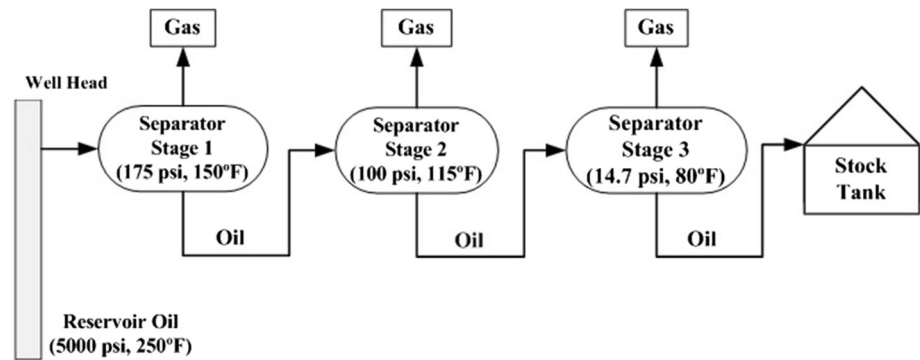 Gas
Gas
Gas
Well Head
Separator
Stage 1
(175 psi, 150ºF)
Separator
Stage 2
(100 psi, 115ºF)
Separator
Stage 3
(14.7 psi, 80ºF)
Stock
Tank
Oil
Oil
Oil
Reservoir Oil
(5000 psi, 250ºF)